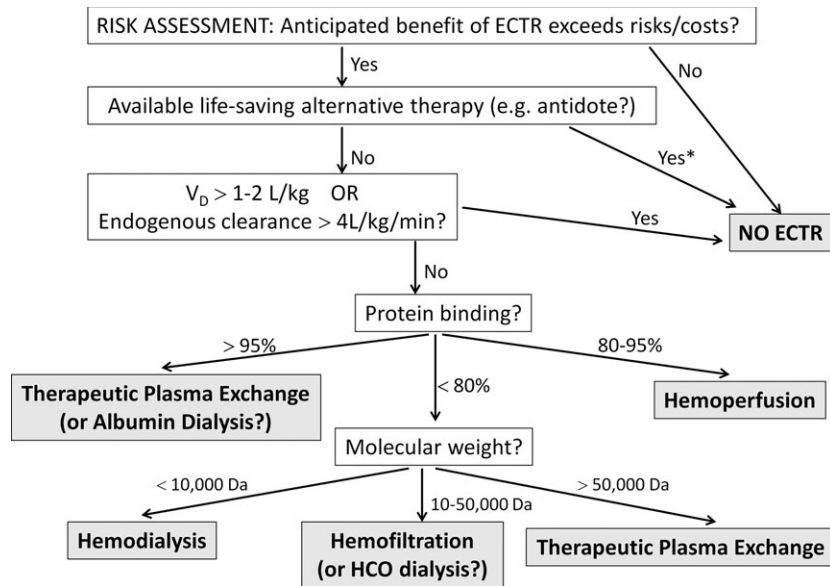 RISK ASSESSMENT: Anticipated benefit of ECTR exceeds risks/costs?
Yes
No
Available life-saving alternative therapy (e.g. antidote?)
No
Yes*
V_D > 1-2 L/kg OR
Endogenous clearance > 4L/kg/min?
Yes
NO ECTR
No
Protein binding?
> 95%
80-95%
< 80%
Therapeutic Plasma Exchange
(or Albumin Dialysis?)
Hemoperfusion
Molecular weight?
< 10,000 Da
10-50,000 Da
> 50,000 Da
Hemodialysis
Hemofiltration
(or HCO dialysis?)
Therapeutic Plasma Exchange